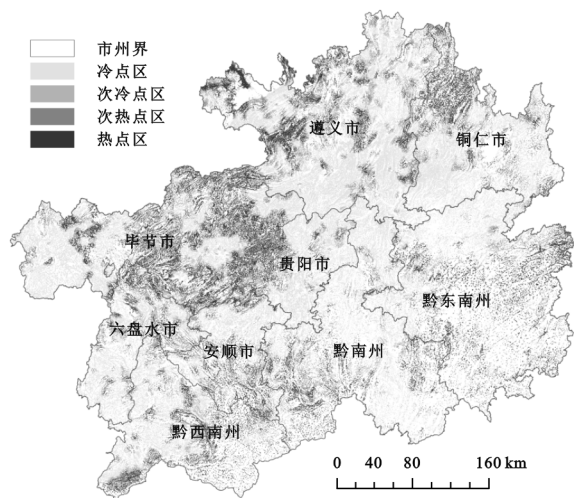 市州界
冷点区
次冷点区
次热点区
热点区
遵义市
铜仁市
毕节市
贵阳市
黔东南州
六盘水市
安顺市
黔南州
黔西南州
0 40 80 160 km